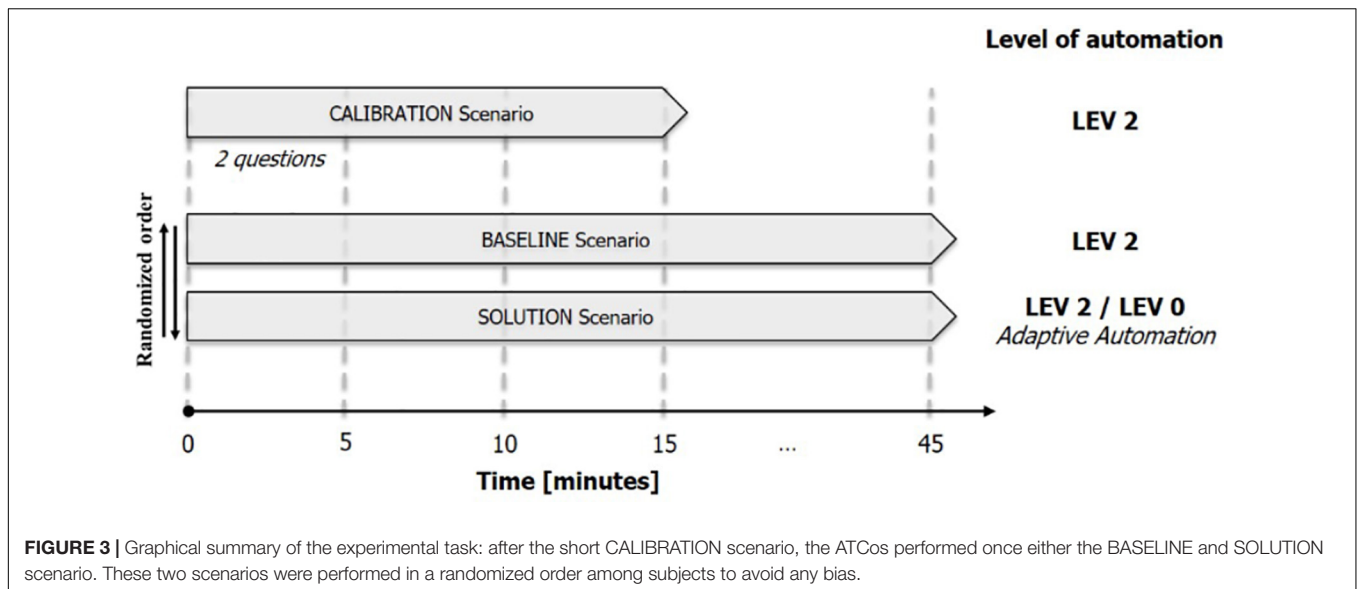 Level of automation
CALIBRATION Scenario
LEV 2
2 questions
Randomized order
BASELINE Scenario
LEV 2
SOLUTION Scenario
LEV 2 / LEV 0
Adaptive Automation
0 5 10 15 ... 45
Time [minutes]
FIGURE 3 | Graphical summary of the experimental task: after the short CALIBRATION scenario, the ATCos performed once either the BASELINE and SOLUTION
scenario. These two scenarios were performed in a randomized order among subjects to avoid any bias.